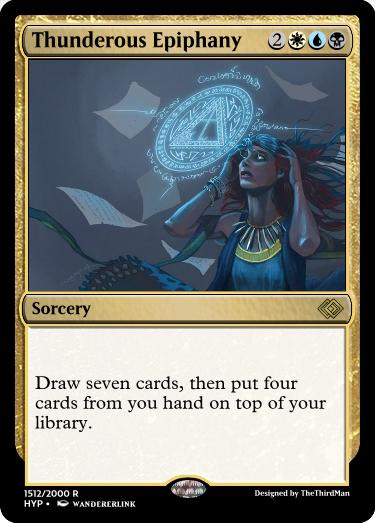 Thunderous Epiphany 2
Sorcery
Draw seven cards, then put four
cards from you hand on top of your
library.
1512/2000 R
HYP • WANDERERLINK
Designed by TheThirdMan